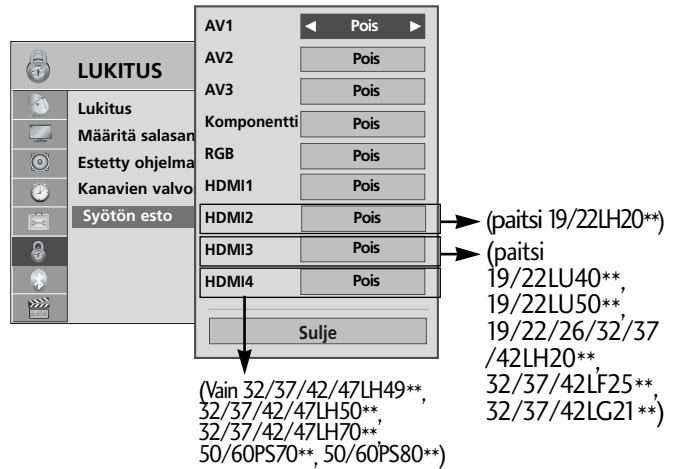 LUKITUS
Lukitus
Määritä salasan
Estetty ohjelma
Kanavien valvo
Syötön esto
AV1 ◄ Pois ►
AV2 Pois
AV3 Pois
Komponentti Pois
RGB Pois
HDMI1 Pois
HDMI2 Pois
HDMI3 Pois
HDMI4 Pois
Sulje
(paitsi 19/22LH20**)
(paitsi
19/22LU40**,
19/22LU50**,
19/22/26/32/37
/42LH20**,
32/37/42LF25**,
32/37/42LG21**)
(Vain 32/37/42/47LH49**,
32/37/42/47LH50**,
32/37/42/47LH70**,
50/60PS70**, 50/60PS80**)